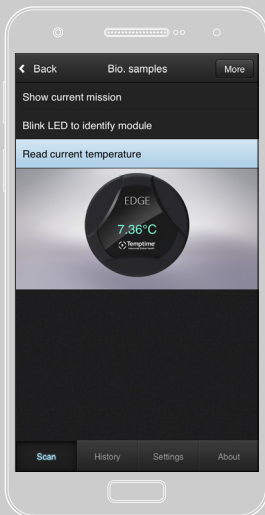 Back
Bio. samples
More
Show current mission
Blink LED to identify module
Read current temperature
EDGE
7.36°C
Temptime
Scan
History
Settings
About